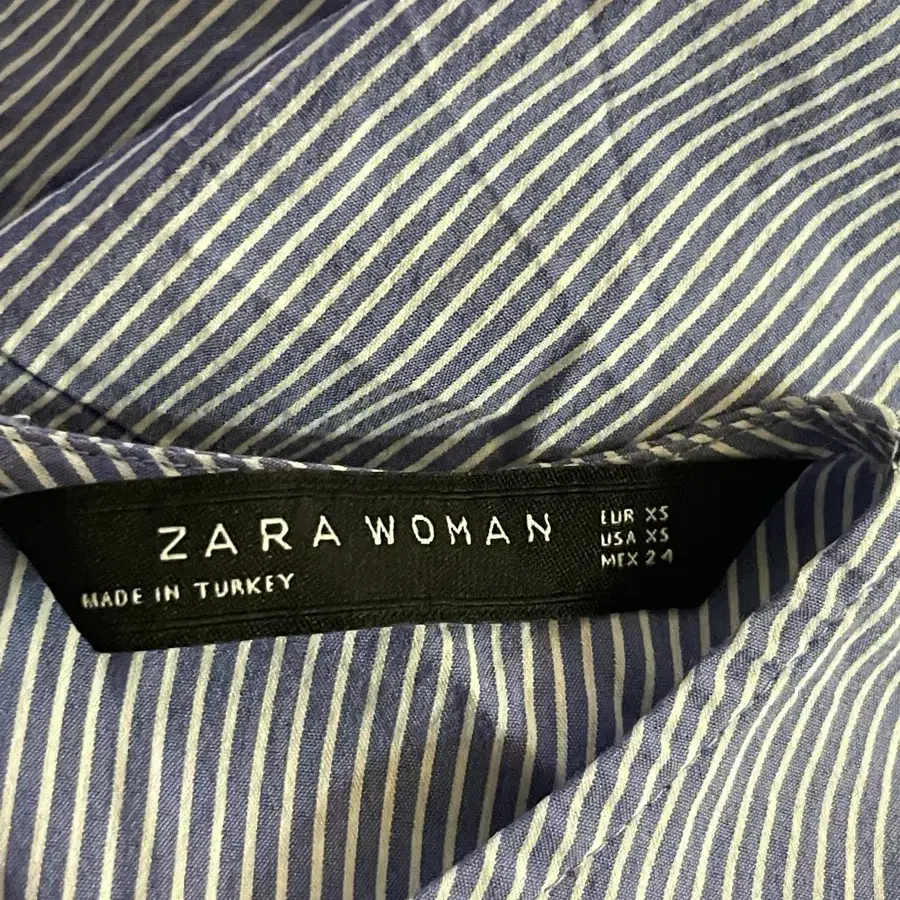 ZARA WOMAN
MADE IN TURKEY
EUR XS
USA XS
MEX 24